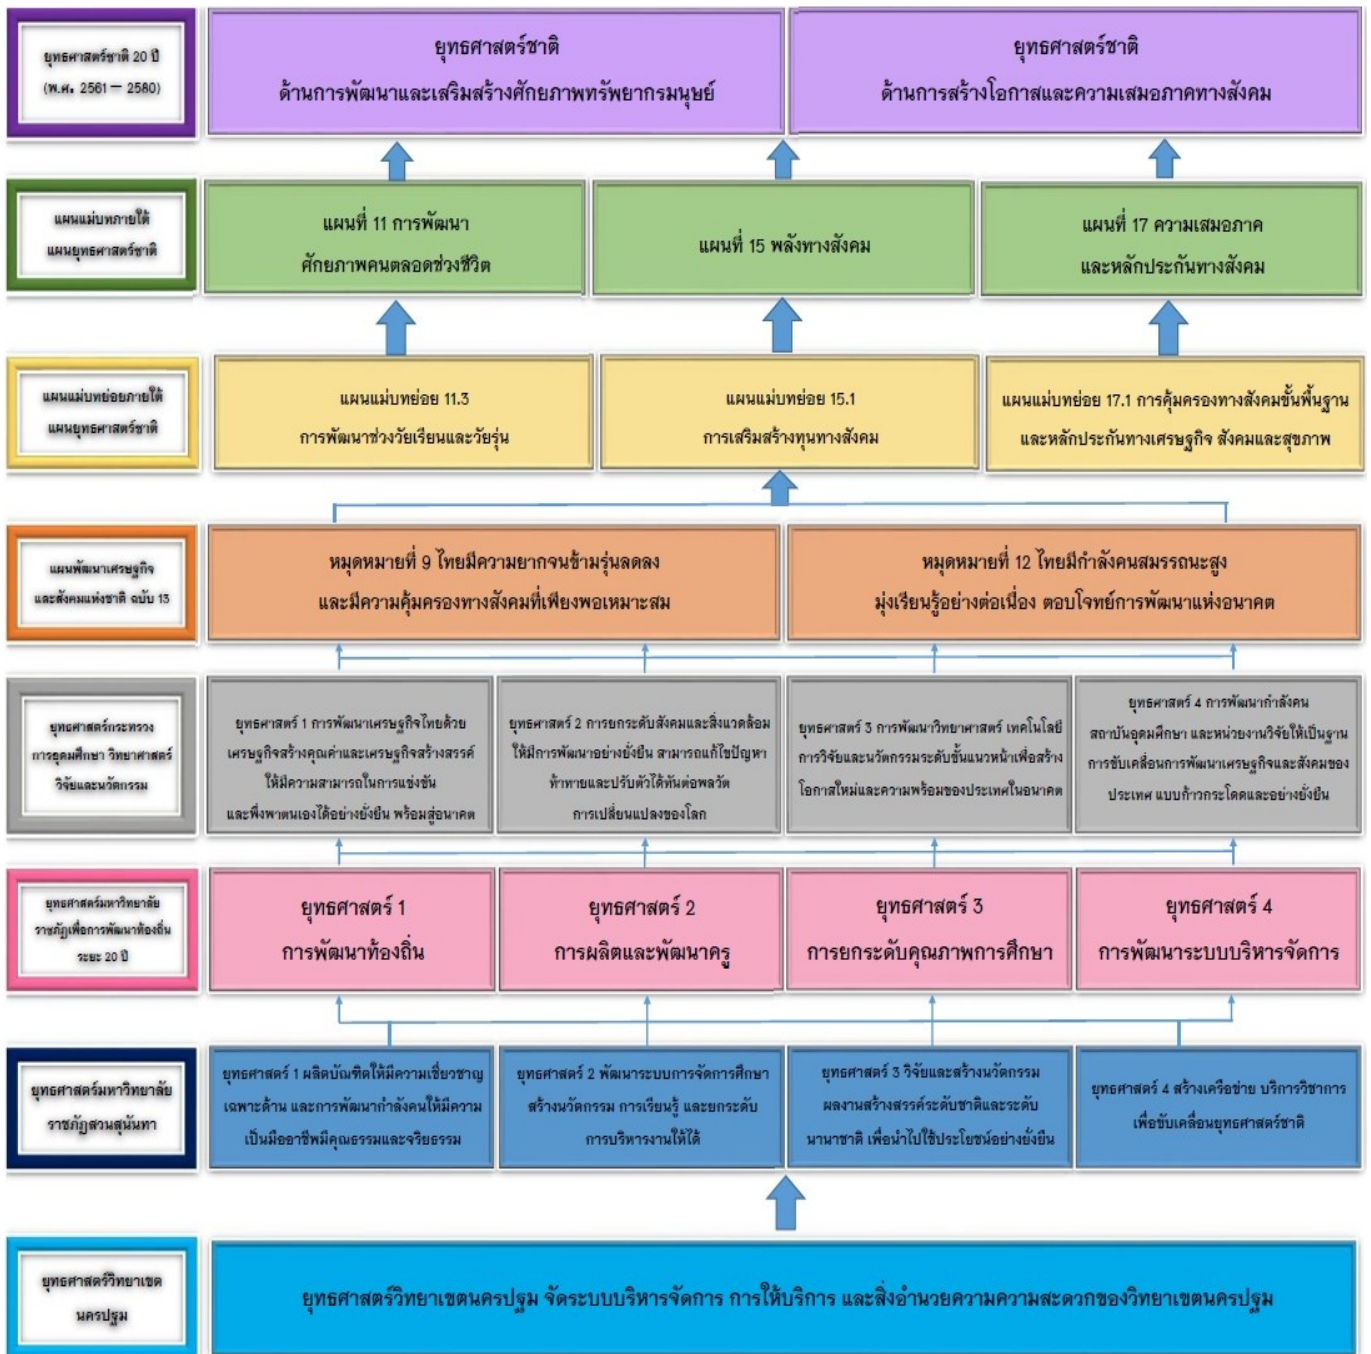 ยุทธศาสตร์ชาติ 20 ปี
(พ.ศ. 2561 – 2580)
ยุทธศาสตร์ชาติ
ด้านการพัฒนาและเสริมสร้างศักยภาพทรัพยากรมนุษย์
ยุทธศาสตร์ชาติ
ด้านการสร้างโอกาสและความเสมอภาคทางสังคม
แผนแม่บทภายใต้
แผนยุทธศาสตร์ชาติ
แผนที่ 11 การพัฒนา
ศักยภาพคนตลอดช่วงชีวิต
แผนที่ 15 พลังทางสังคม
แผนที่ 17 ความเสมอภาค
และหลักประกันทางสังคม
แผนแม่บทย่อยภายใต้
แผนยุทธศาสตร์ชาติ
แผนแม่บทย่อย 11.3
การพัฒนาช่วงวัยเรียนและวัยรุ่น
แผนแม่บทย่อย 15.1
การเสริมสร้างทุนทางสังคม
แผนแม่บทย่อย 17.1 การคุ้มครองทางสังคมขั้นพื้นฐาน
และหลักประกันทางเศรษฐกิจ สังคมและสุขภาพ
แผนพัฒนาเศรษฐกิจ
และสังคมแห่งชาติ ฉบับ 13
หมุดหมายที่ 9 ไทยมีความยากจนข้ามรุ่นลดลง
และมีความคุ้มครองทางสังคมที่เพียงพอเหมาะสม
หมุดหมายที่ 12 ไทยมีกำลังคนสมรรถนะสูง
มุ่งเรียนรู้อย่างต่อเนื่อง ตอบโจทย์การพัฒนาแห่งอนาคต
ยุทธศาสตร์กระทรวง
การอุดมศึกษา วิทยาศาสตร์
วิจัยและนวัตกรรม
ยุทธศาสตร์ 1 การพัฒนาเศรษฐกิจไทยด้วย
เศรษฐกิจสร้างคุณค่าและเศรษฐกิจสร้างสรรค์
ให้มีความสามารถในการแข่งขัน
และพึ่งพาตนเองได้อย่างยั่งยืน พร้อมสู่อนาคต
ยุทธศาสตร์ 2 การยกระดับสังคมและสิ่งแวดล้อม
ให้มีการพัฒนาอย่างยั่งยืน สามารถแก้ไขปัญหา
ท้าทายและปรับตัวได้ทันต่อพลวัต
การเปลี่ยนแปลงของโลก
ยุทธศาสตร์ 3 การพัฒนาวิทยาศาสตร์ เทคโนโลยี
การวิจัยและนวัตกรรมระดับขั้นแนวหน้าเพื่อสร้าง
โอกาสใหม่และความพร้อมของประเทศในอนาคต
ยุทธศาสตร์ 4 การพัฒนากำลังคน
สถาบันอุดมศึกษา และหน่วยงานวิจัยให้เป็นฐาน
การขับเคลื่อนการพัฒนาเศรษฐกิจและสังคมของ
ประเทศ แบบก้าวกระโดดและอย่างยั่งยืน
ยุทธศาสตร์มหาวิทยาลัย
ราชภัฏเพื่อการพัฒนาท้องถิ่น
ระยะ 20 ปี
ยุทธศาสตร์ 1
การพัฒนาท้องถิ่น
ยุทธศาสตร์ 2
การผลิตและพัฒนาครู
ยุทธศาสตร์ 3
การยกระดับคุณภาพการศึกษา
ยุทธศาสตร์ 4
การพัฒนาระบบบริหารจัดการ
ยุทธศาสตร์มหาวิทยาลัย
ราชภัฏสวนสุนันทา
ยุทธศาสตร์ 1 ผลิตบัณฑิตให้มีความเชี่ยวชาญ
เฉพาะด้าน และการพัฒนากำลังคนให้มีความ
เป็นมืออาชีพมีคุณธรรมและจริยธรรม
ยุทธศาสตร์ 2 พัฒนาระบบการจัดการศึกษา
สร้างนวัตกรรม การเรียนรู้ และยกระดับ
การบริหารงานให้ได้
ยุทธศาสตร์ 3 วิจัยและสร้างนวัตกรรม
ผลงานสร้างสรรค์ระดับชาติและระดับ
นานาชาติ เพื่อนำไปใช้ประโยชน์อย่างยั่งยืน
ยุทธศาสตร์ 4 สร้างเครือข่าย บริการวิชาการ
เพื่อขับเคลื่อนยุทธศาสตร์ชาติ
ยุทธศาสตร์วิทยาเขต
นครปฐม
ยุทธศาสตร์วิทยาเขตนครปฐม จัดระบบบริหารจัดการ การให้บริการ และสิ่งอำนวยความความสะดวกของวิทยาเขตนครปฐม